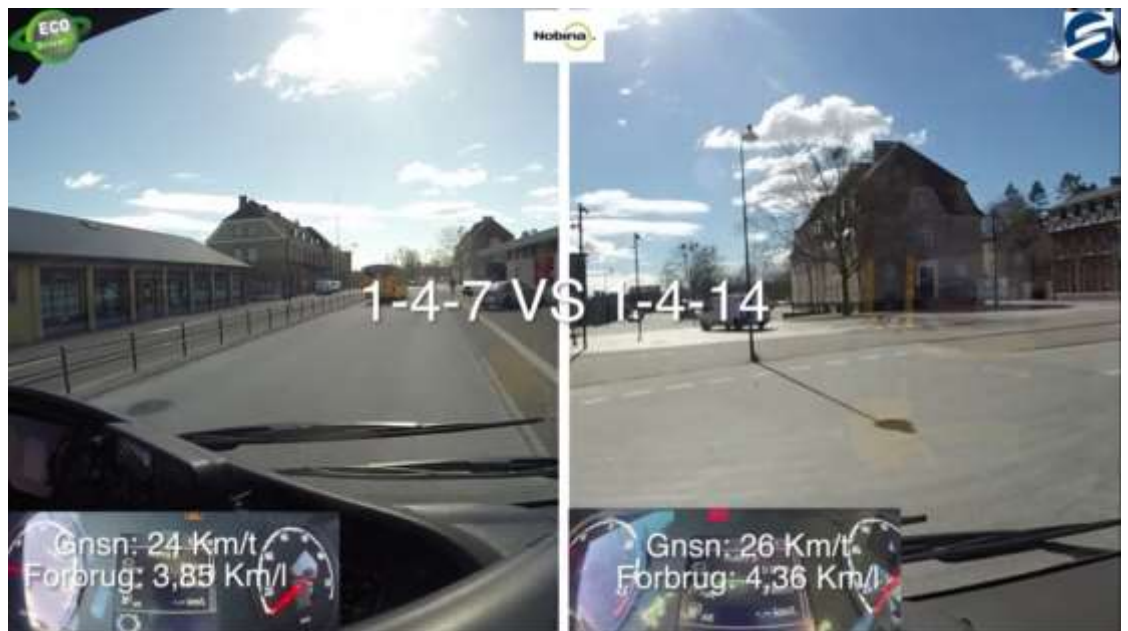 ECO
Nobina
1-4-7 VS 1-4-14
Gnsn: 24 Km/t
Forbrug: 3,85 Km/l
Gnsn: 26 Km/t
Forbrug: 4,36 Km/l